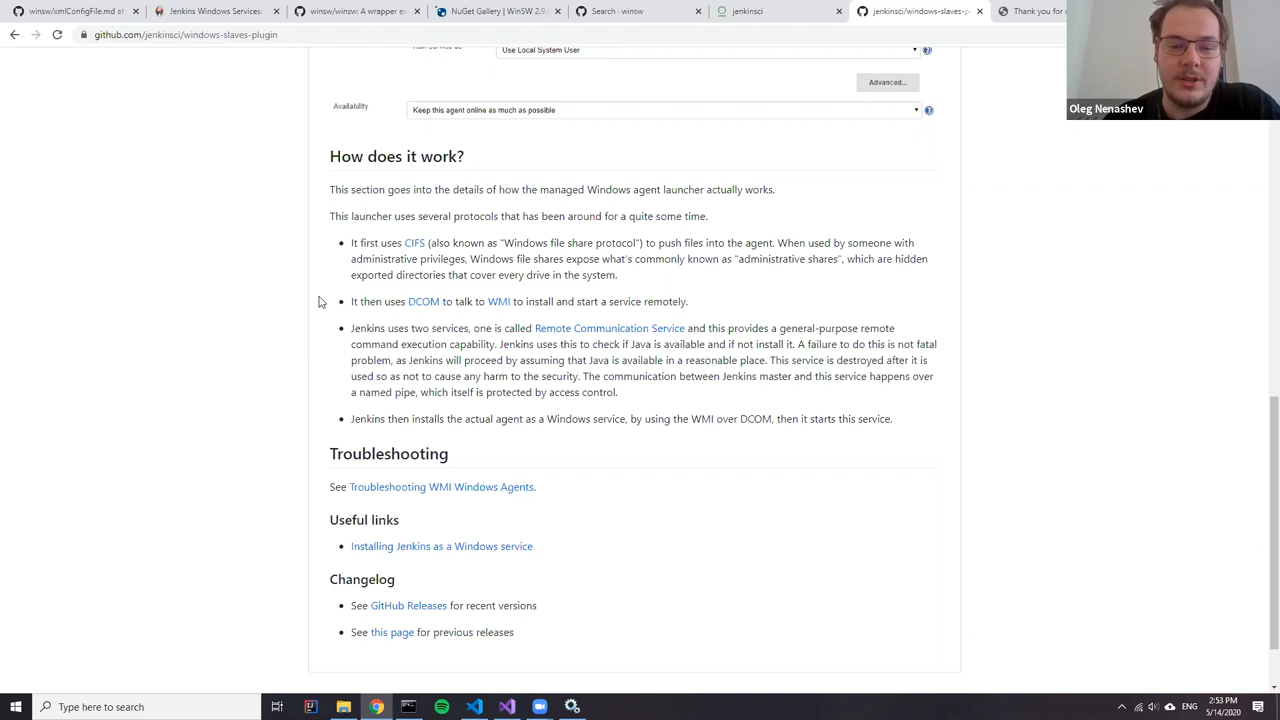 winsw/xmlConfigFile.md at
Jenkins Windows Services:
winsw/winsw: A wrapper ex
NuGet Gallery | WinSW 2.9.
Search · winsw
jenkinsci
jenkinsci/windows-slaves-p
Thank you for d
github.com/jenkinsci/windows-slaves-plugin
Oleg Nenashev
Use Local System User
Advanced...
Availability
Keep this agent online as much as possible
How does it work?
This section goes into the details of how the managed Windows agent launcher actually works.
This launcher uses several protocols that has been around for a quite some time.
It first uses CIFS (also known as "Windows file share protocol") to push files into the agent. When used by someone with
administrative privileges, Windows file shares expose what's commonly known as "administrative shares", which are hidden
exported directories that cover every drive in the system.
It then uses DCOM to talk to WMI to install and start a service remotely.
Jenkins uses two services, one is called Remote Communication Service and this provides a general-purpose remote
command execution capability. Jenkins uses this to check if Java is available and if not install it. A failure to do this is not fatal
problem, as Jenkins will proceed by assuming that Java is available in a reasonable place. This service is destroyed after it is
used so as not to cause any harm to the security. The communication between Jenkins master and this service happens over
a named pipe, which itself is protected by access control.
Jenkins then installs the actual agent as a Windows service, by using the WMI over DCOM, then it starts this service.
Troubleshooting
See Troubleshooting WMI Windows Agents.
Useful links
Installing Jenkins as a Windows service
Changelog
See GitHub Releases for recent versions
See this page for previous releases
Type here to search
ENG
2:53 PM
5/14/2020